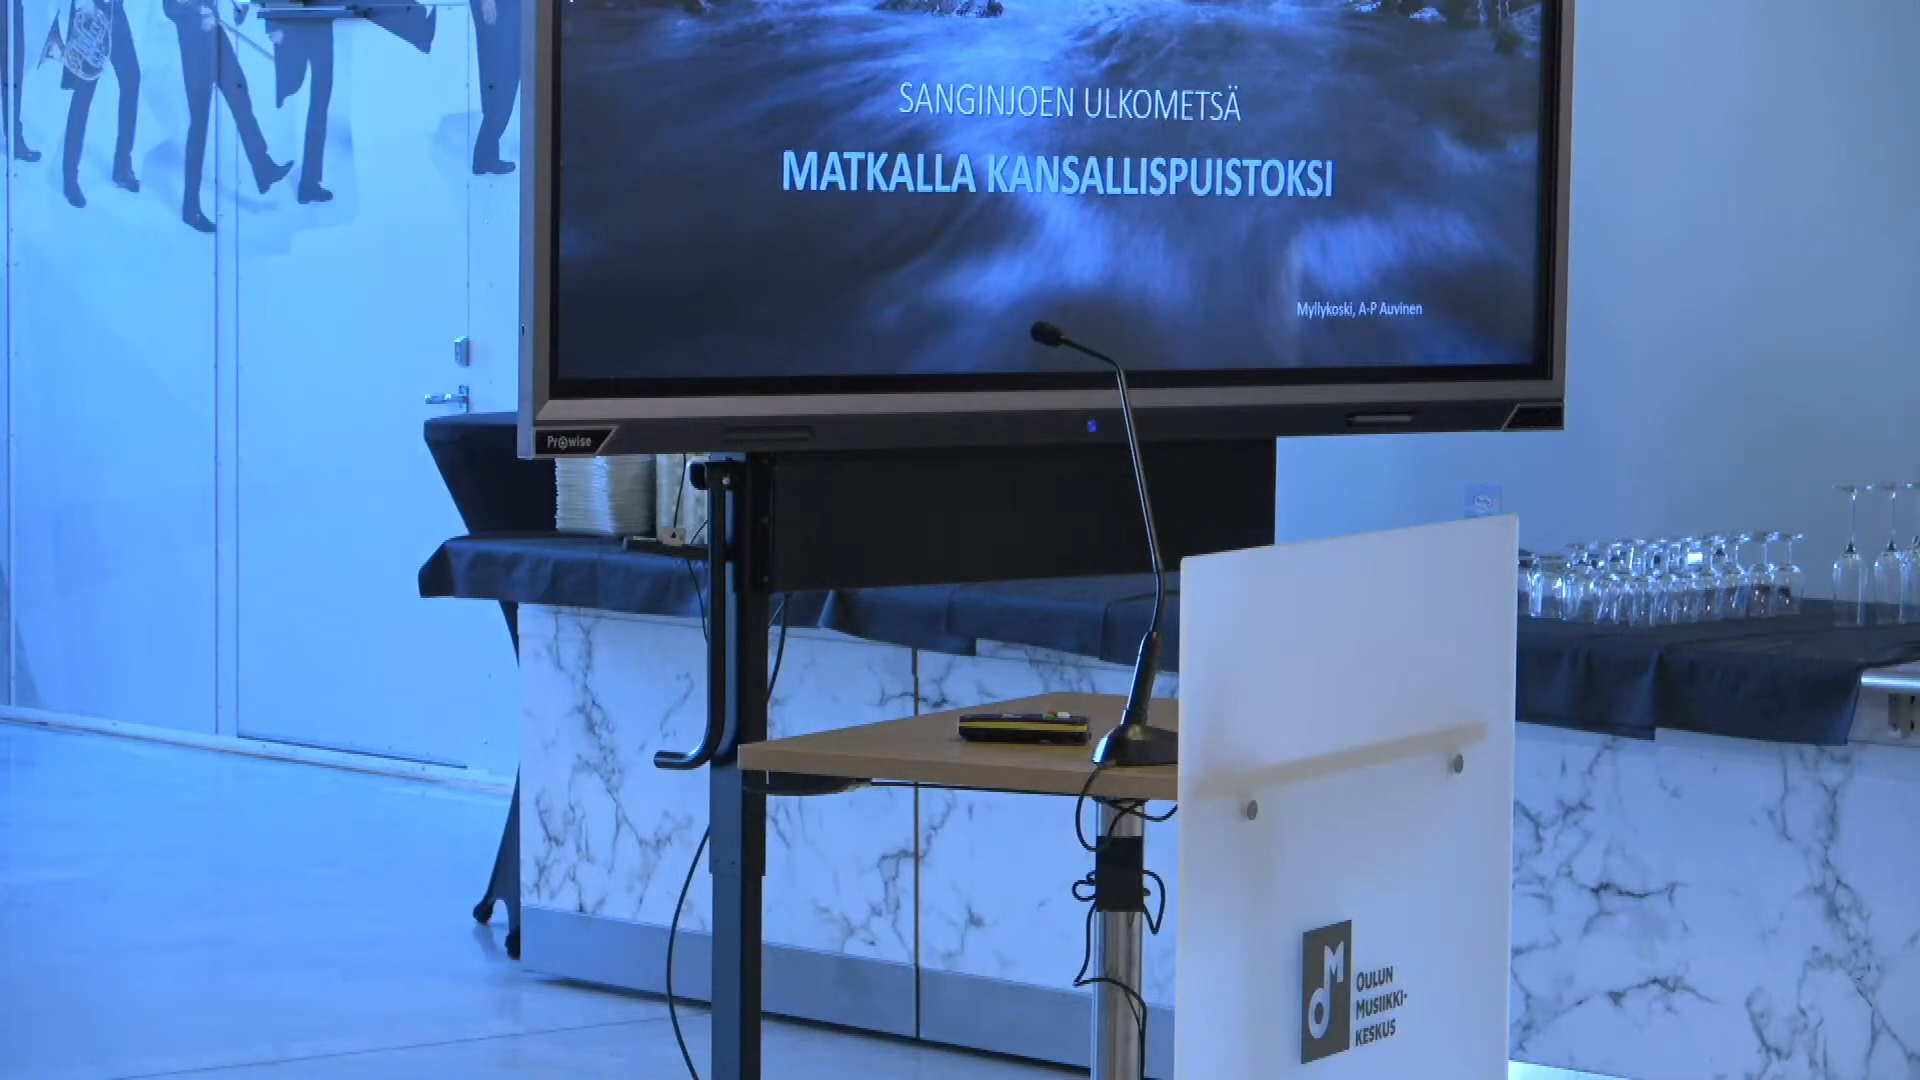 SANGINJOEN ULKOMETSÄ
MATKALLA KANSALLISPUISTOKSI
Myllykoski, A-P Auvinen
Prowise
OULUN
MUSIIKKI-
KESKUS